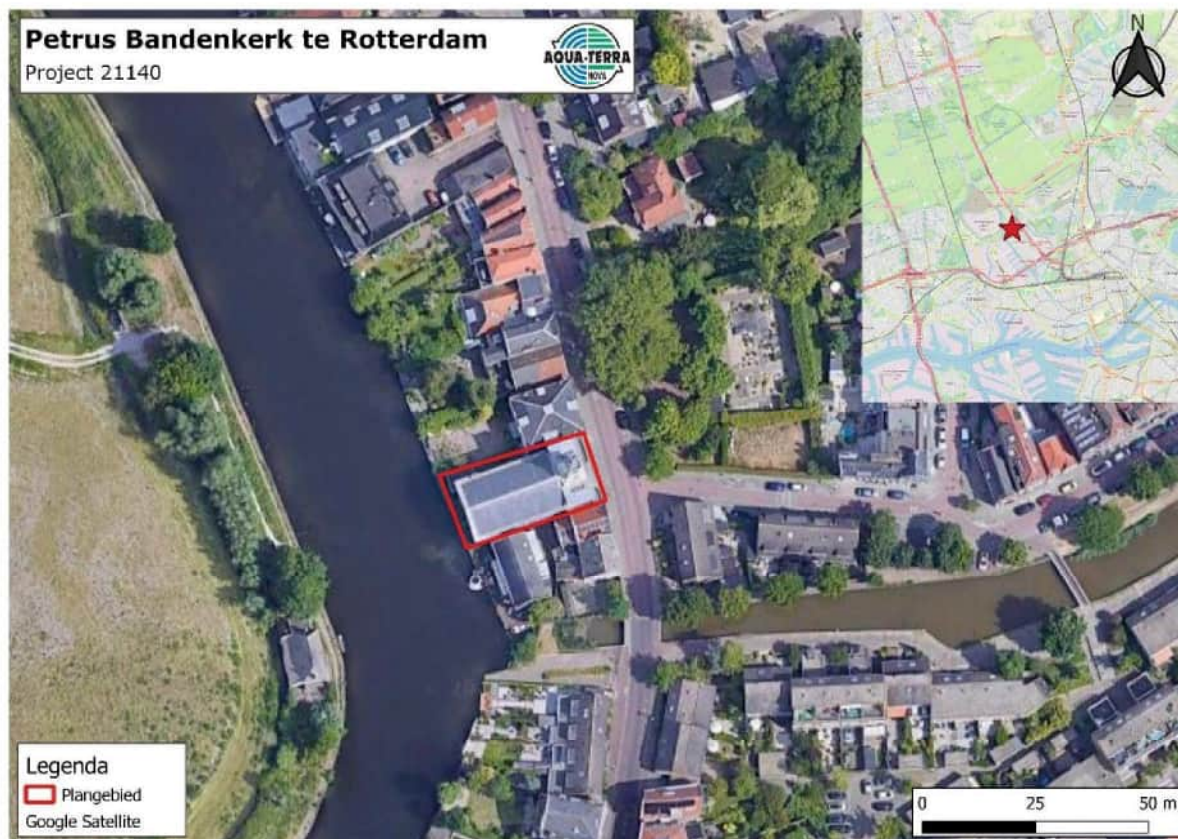 Petrus Bandenkerk te Rotterdam
Project 21140
AQUA-TERRA
NOVA
N
Legenda
Plangebied
Google Satellite
0 25 50 m